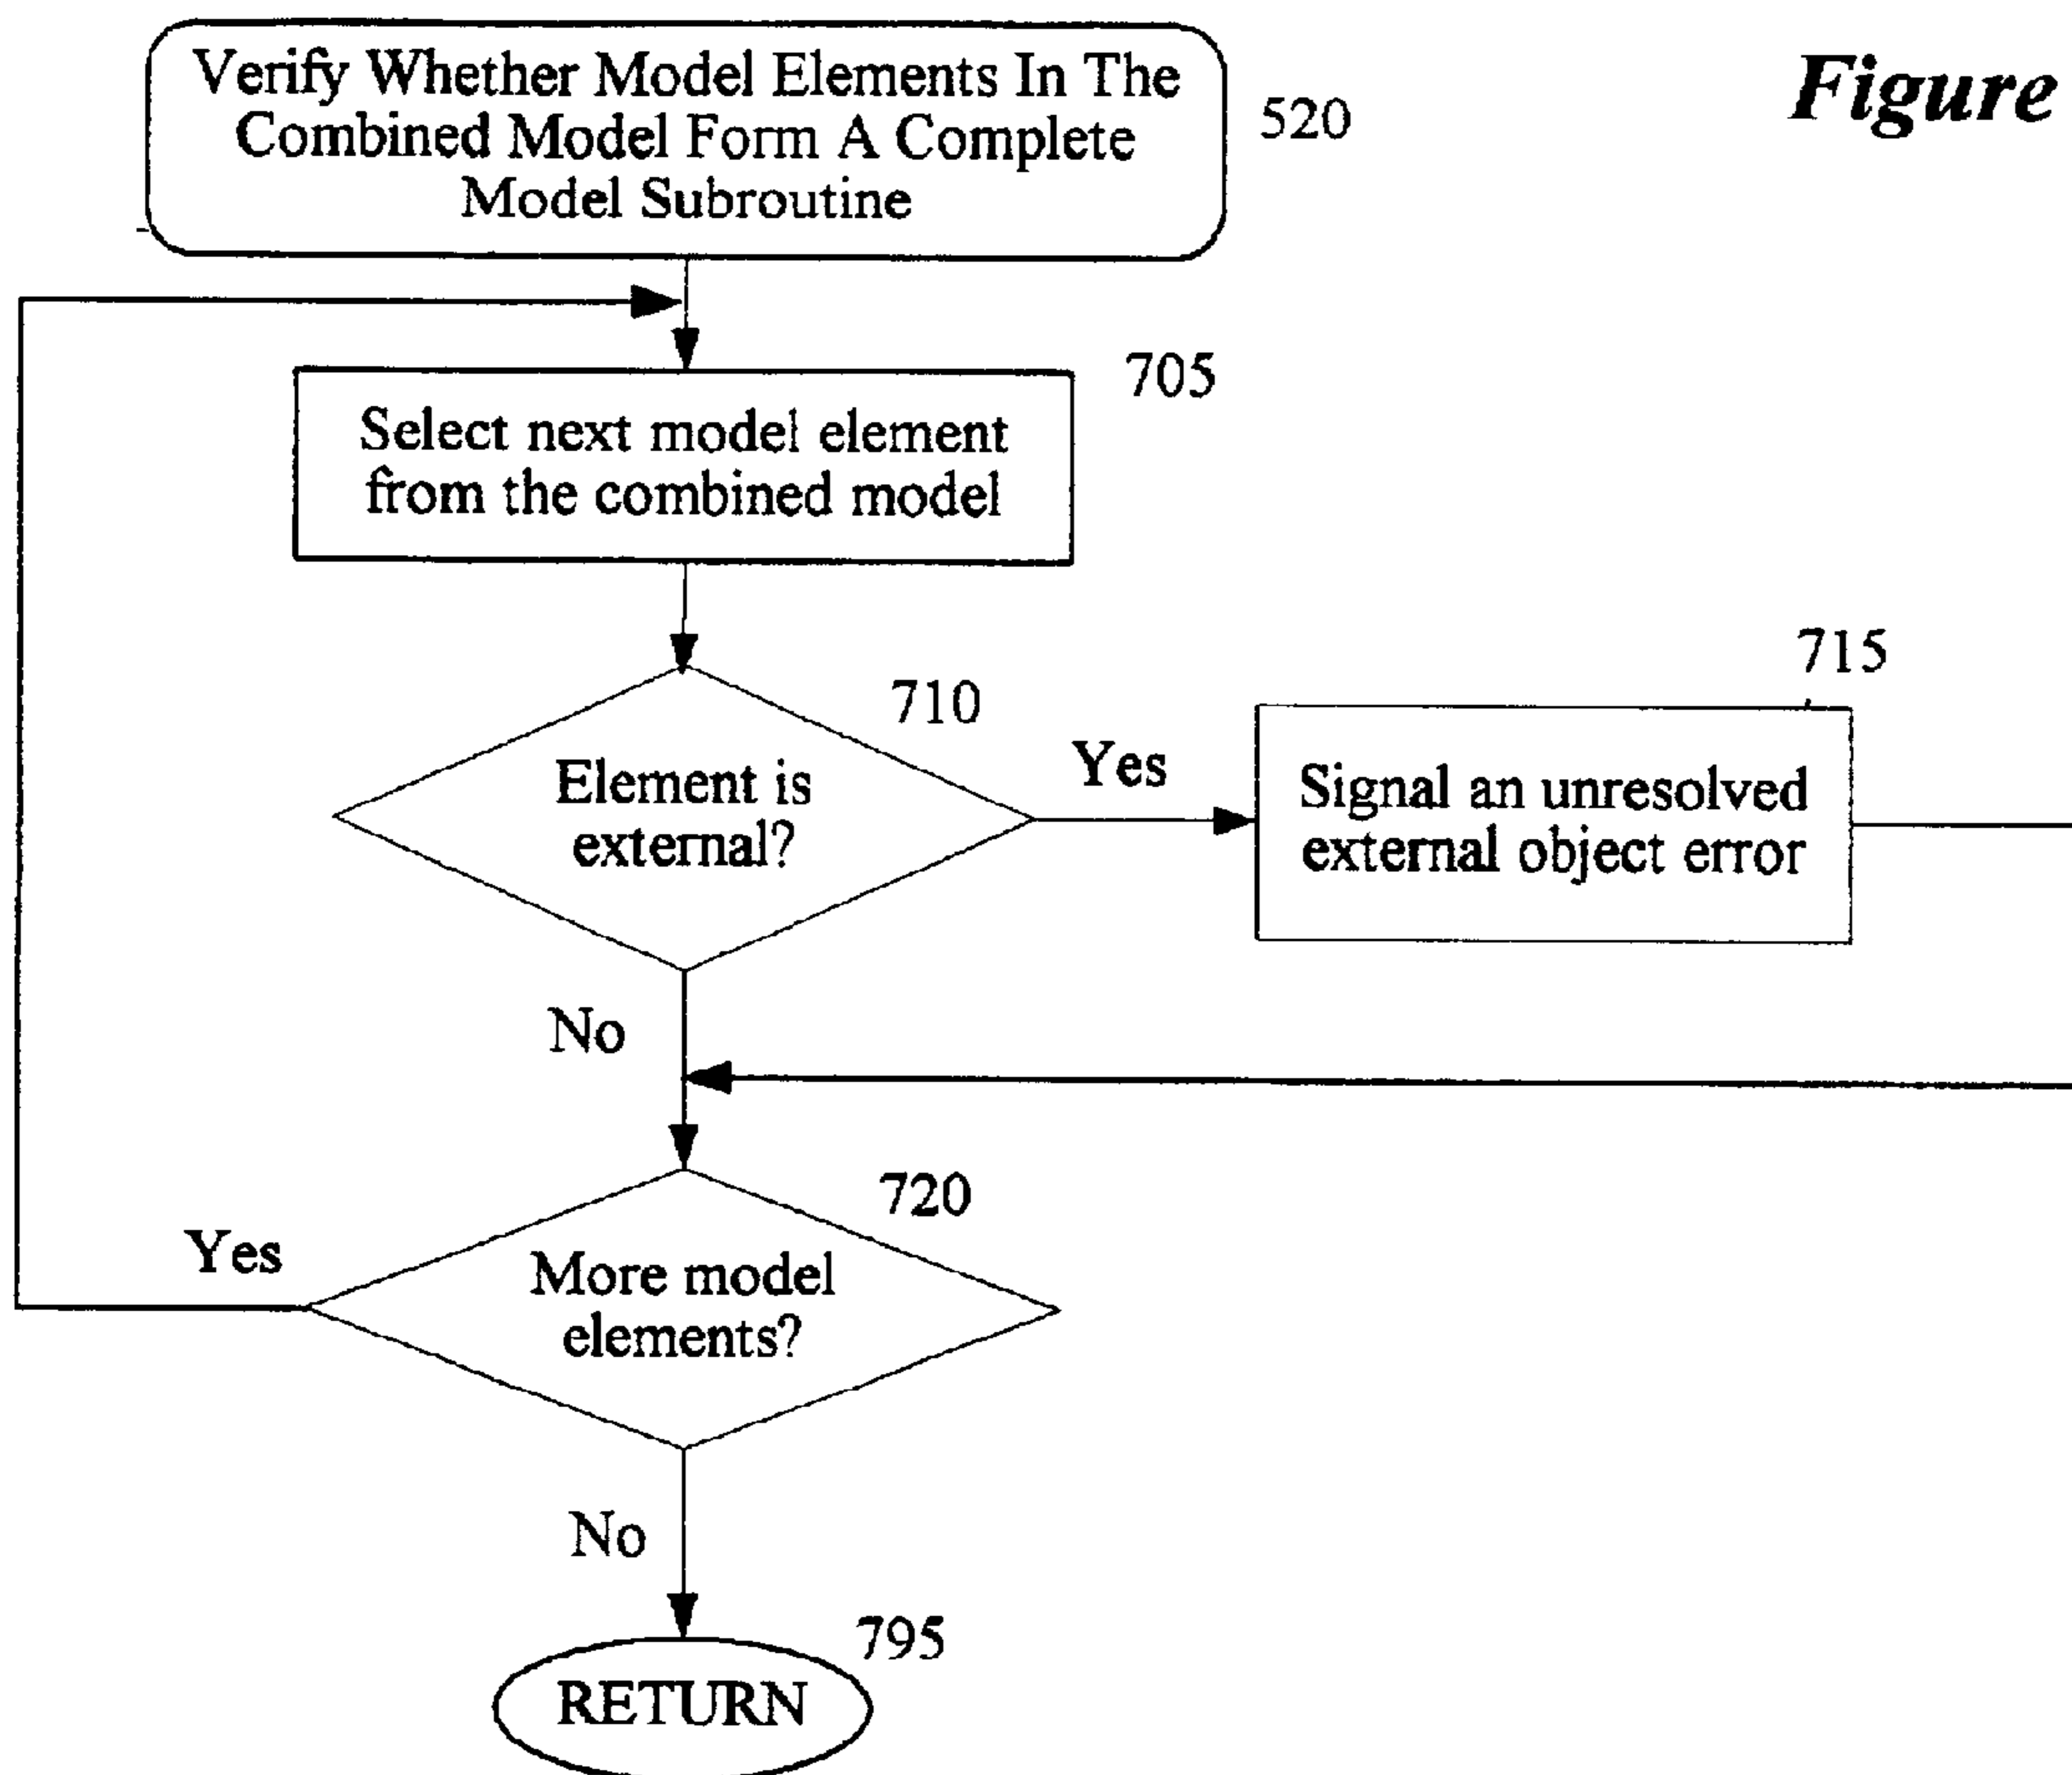 Verify Whether Model Elements In The
Combined Model Form A Complete
Model Subroutine
520
Figure
705
Select next model element
from the combined model
710
Element is
external?
Yes
715
Signal an unresolved
external object error
No
720
More model
elements?
Yes
No
795
RETURN